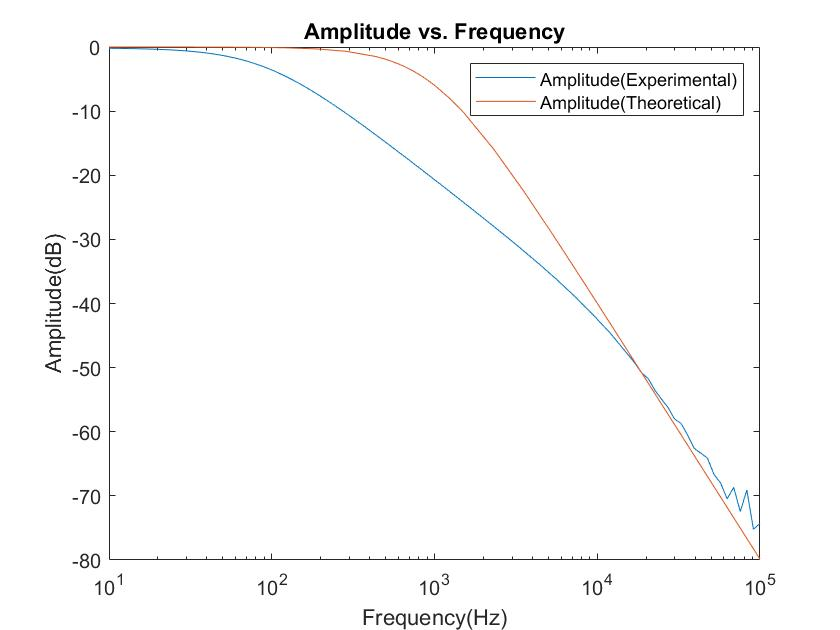 Amplitude vs. Frequency
Amplitude(Experimental)
Amplitude(Theoretical)
Amplitude(dB)
0
-10
-20
-30
-40
-50
-60
-70
-80
10^1 10^2 10^3 10^4 10^5
Frequency(Hz)